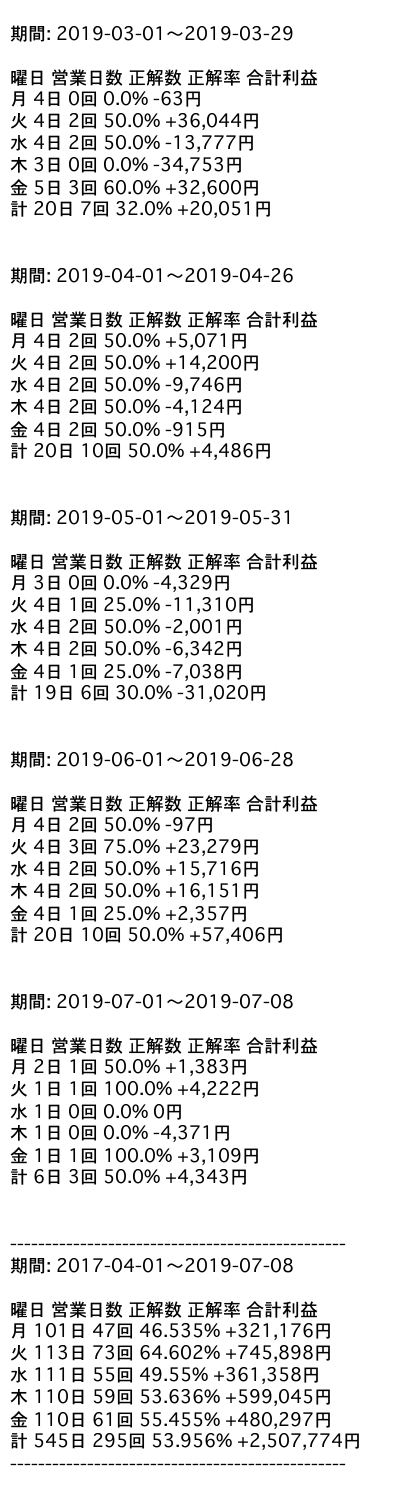 期間: 2019-03-01〜2019-03-29
曜日 営業日数 正解数 正解率 合計利益
月 4日 0回 0.0% -63円
火 4日 2回 50.0% +36,044円
水 4日 2回 50.0% -13,777円
木 3日 0回 0.0% -34,753円
金 5日 3回 60.0% +32,600円
計 20日 7回 32.0% +20,051円
期間: 2019-04-01〜2019-04-26
曜日 営業日数 正解数 正解率 合計利益
月 4日 2回 50.0% +5,071円
火 4日 2回 50.0% +14,200円
水 4日 2回 50.0% -9,746円
木 4日 2回 50.0% -4,124円
金 4日 2回 50.0% -915円
計 20日 10回 50.0% +4,486円
期間: 2019-05-01〜2019-05-31
曜日 営業日数 正解数 正解率 合計利益
月 3日 0回 0.0% -4,329円
火 4日 1回 25.0% -11,310円
水 4日 2回 50.0% -2,001円
木 4日 2回 50.0% -6,342円
金 4日 1回 25.0% -7,038円
計 19日 6回 30.0% -31,020円
期間: 2019-06-01〜2019-06-28
曜日 営業日数 正解数 正解率 合計利益
月 4日 2回 50.0% -97円
火 4日 3回 75.0% +23,279円
水 4日 2回 50.0% +15,716円
木 4日 2回 50.0% +16,151円
金 4日 1回 25.0% +2,357円
計 20日 10回 50.0% +57,406円
期間: 2019-07-01〜2019-07-08
曜日 営業日数 正解数 正解率 合計利益
月 2日 1回 50.0% +1,383円
火 1日 1回 100.0% +4,222円
水 1日 0回 0.0% 0円
木 1日 0回 0.0% -4,371円
金 1日 1回 100.0% +3,109円
計 6日 3回 50.0% +4,343円
------------------------------------------------
期間: 2017-04-01〜2019-07-08
曜日 営業日数 正解数 正解率 合計利益
月 101日 47回 46.535% +321,176円
火 113日 73回 64.602% +745,898円
水 111日 55回 49.55% +361,358円
木 110日 59回 53.636% +599,045円
金 110日 61回 55.455% +480,297円
計 545日 295回 53.956% +2,507,774円
------------------------------------------------